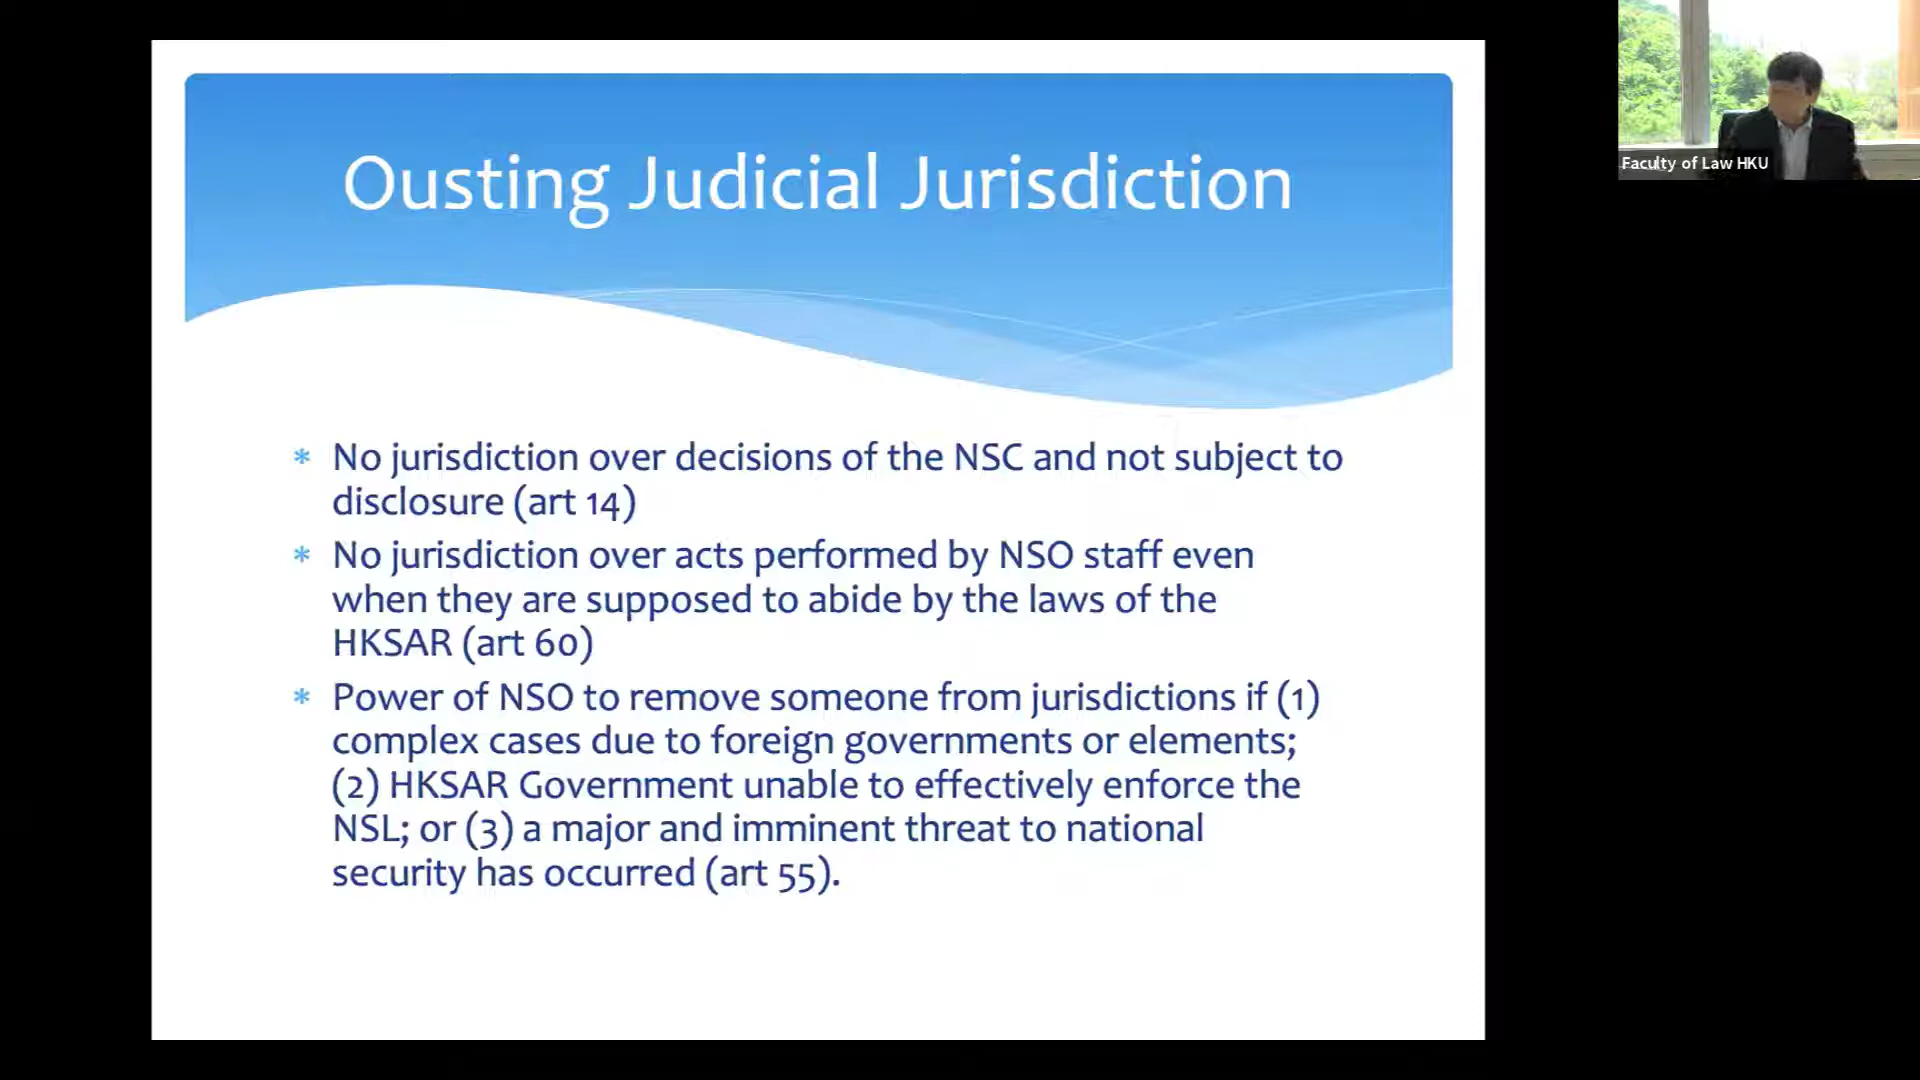 Ousting Judicial Jurisdiction
Faculty of Law HKU
* No jurisdiction over decisions of the NSC and not subject to
disclosure (art 14)
* No jurisdiction over acts performed by NSO staff even
when they are supposed to abide by the laws of the
HKSAR (art 60)
* Power of NSO to remove someone from jurisdictions if (1)
complex cases due to foreign governments or elements;
(2) HKSAR Government unable to effectively enforce the
NSL; or (3) a major and imminent threat to national
security has occurred (art 55).